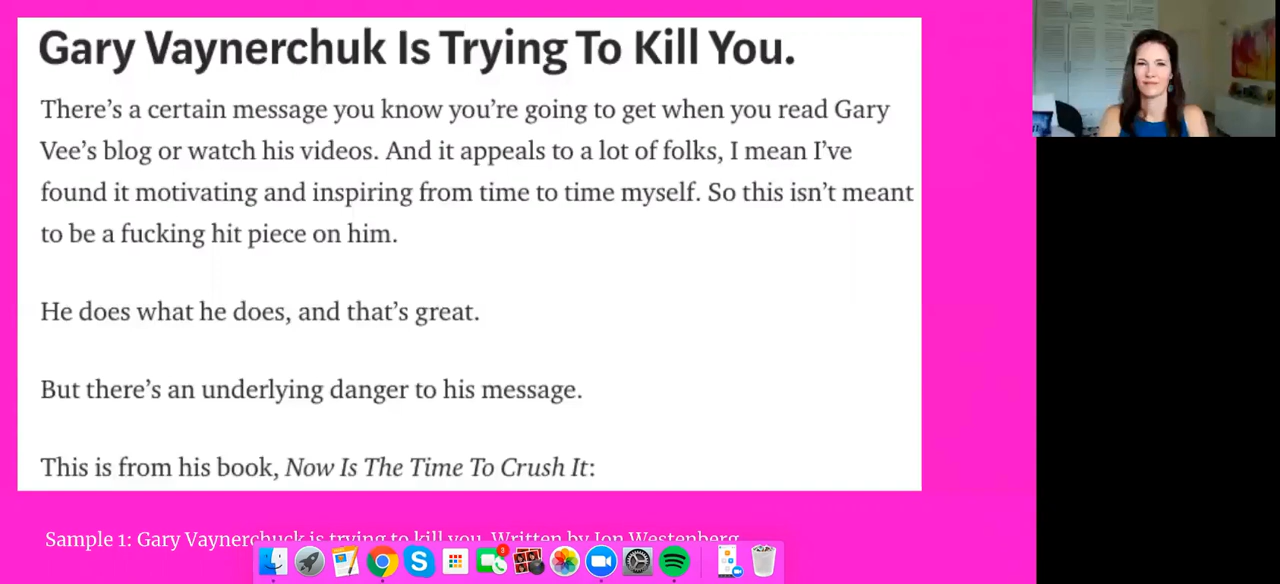 Gary Vaynerchuk Is Trying To Kill You.
There's a certain message you know you're going to get when you read Gary
Vee's blog or watch his videos. And it appeals to a lot of folks, I mean I've
found it motivating and inspiring from time to time myself. So this isn't meant
to be a fucking hit piece on him.
He does what he does, and that's great.
But there's an underlying danger to his message.
This is from his book, Now Is The Time To Crush It:
Sample 1: Gary Vaynerchuck is trying to kill you. Written by Jon Westenberg